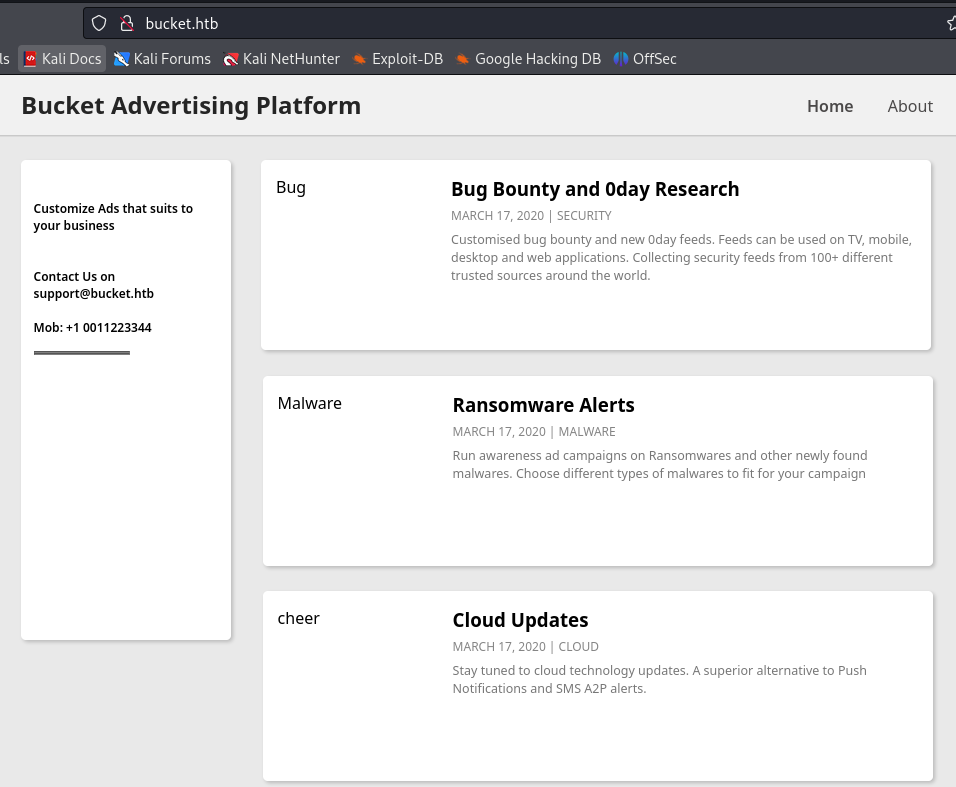 bucket.htb
ls
Kali Docs
Kali Forums
Kali NetHunter
Exploit-DB
Google Hacking DB
OffSec
Bucket Advertising Platform
Home
About
Customize Ads that suits to
your business
Contact Us on
support@bucket.htb
Mob: +1 0011223344
Bug
Bug Bounty and 0day Research
MARCH 17, 2020 | SECURITY
Customised bug bounty and new 0day feeds. Feeds can be used on TV, mobile,
desktop and web applications. Collecting security feeds from 100+ different
trusted sources around the world.
Malware
Ransomware Alerts
MARCH 17, 2020 | MALWARE
Run awareness ad campaigns on Ransomwares and other newly found
malwares. Choose different types of malwares to fit for your campaign
cheer
Cloud Updates
MARCH 17, 2020 | CLOUD
Stay tuned to cloud technology updates. A superior alternative to Push
Notifications and SMS A2P alerts.